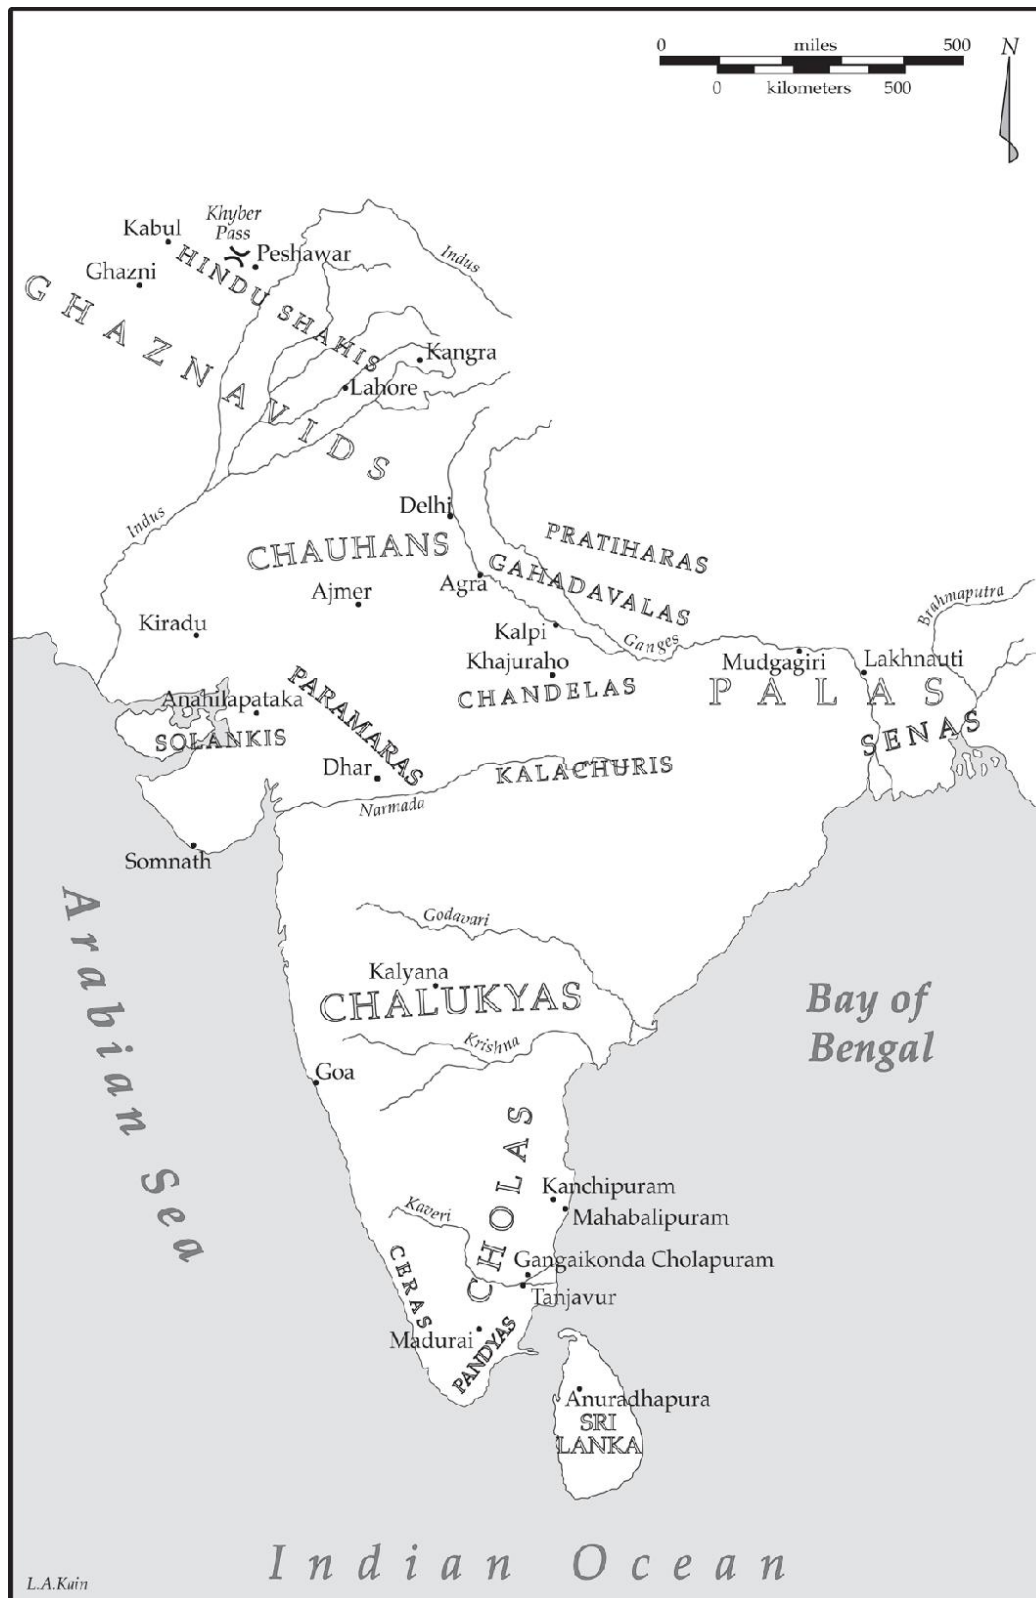 0 miles 500
N
0 kilometers 500
Khyber
Pass
Kabul
Peshawar
Indus
Ghazni
HINDU SHAHIS
GHAZNAVIDS
Kangra
Lahore
Delhi
Indus
CHAUHANS
PRATIHARAS
GAHADAVALAS
Agra
Ajmer
Brahmaputra
Kiradu
Kalpi
Ganges
Khajuraho
Mudgagiri
Lakhnauti
CHANDELAS
PALAS
PARAMARAS
Anahilapataka
SOLANKIS
SENAS
Dhar
KALACHURIS
Narmada
Somnath
Arabian Sea
Godavari
Kalyana
CHALUKYAS
Bay of
Bengal
Krishna
Goa
CHOLAS
Kanchipuram
Kaveri
Mahabalipuram
CERAS
Gangaikonda Cholapuram
Tanjavur
Madurai
PANDYAS
Anuradhapura
SRI
LANKA
Indian Ocean
L.A.Kain